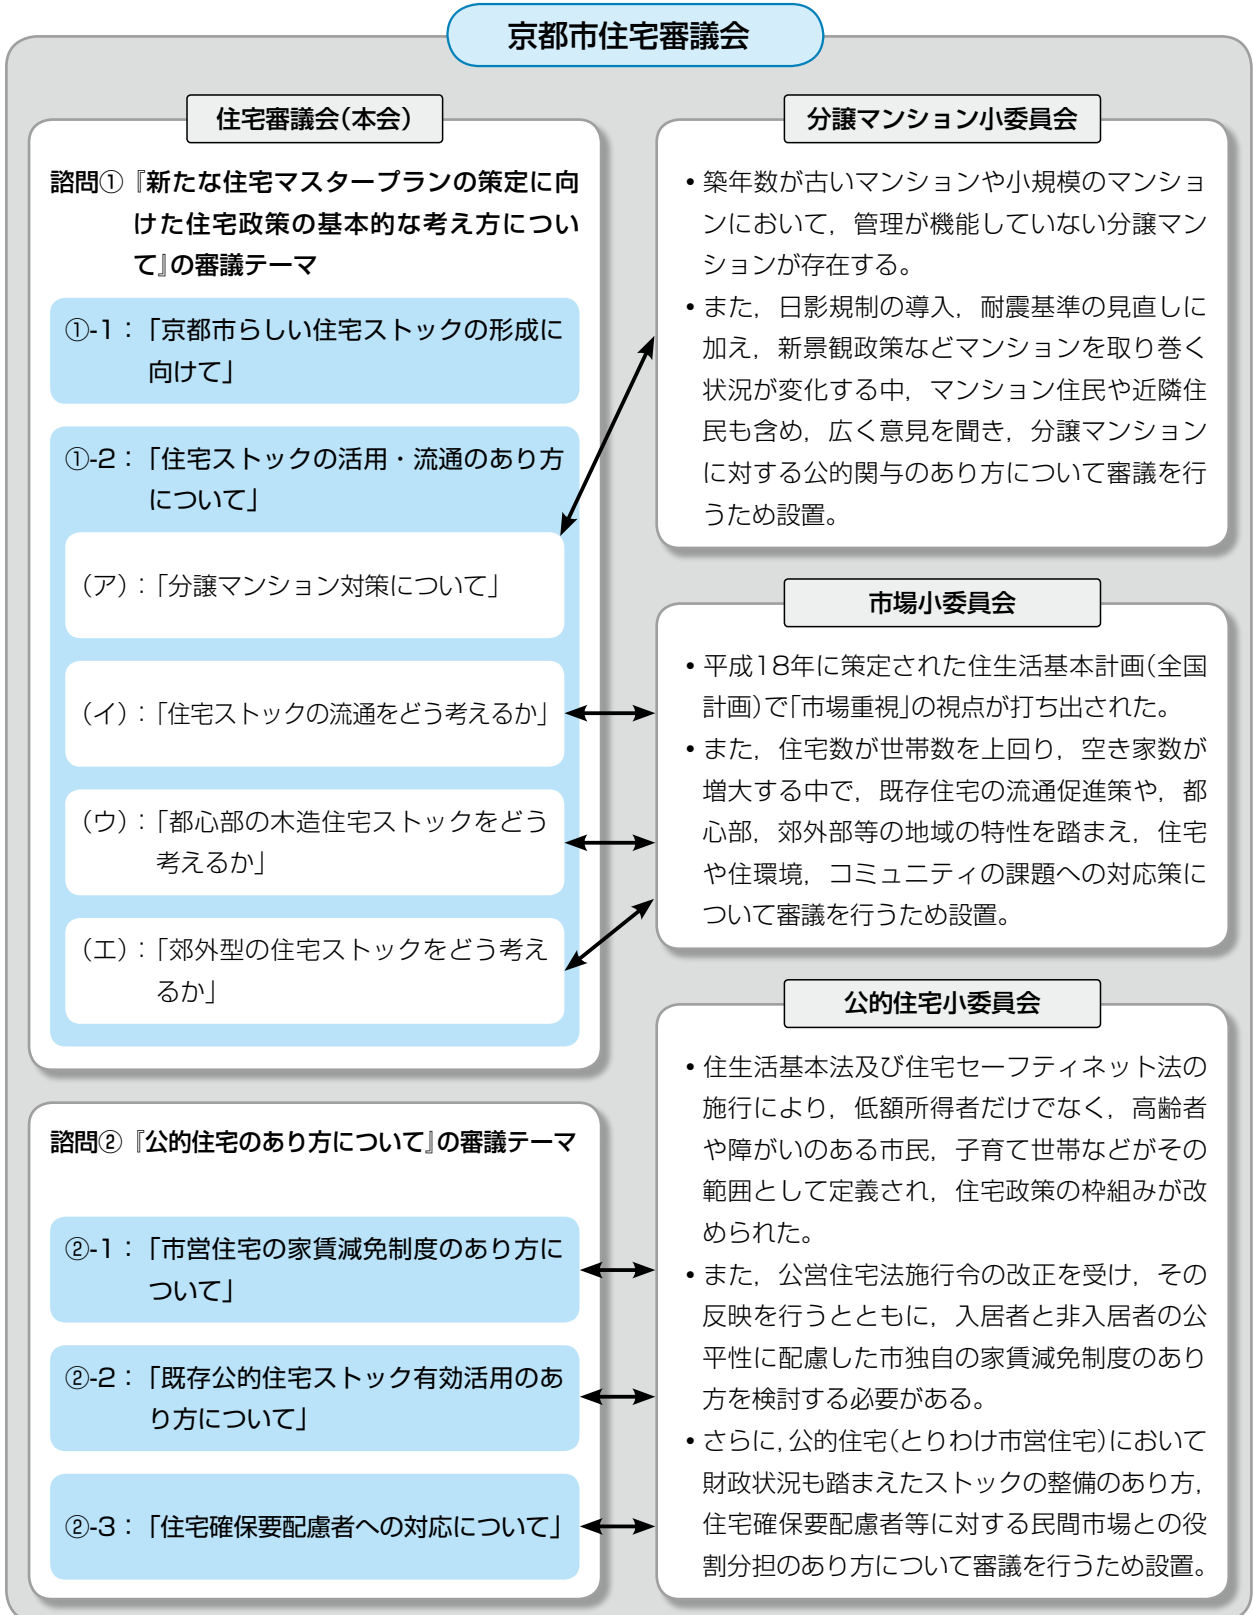 京都市住宅審議会
住宅審議会(本会)
諮問①『新たな住宅マスタープランの策定に向
けた住宅政策の基本的な考え方につい
て』の審議テーマ
①-1:「京都市らしい住宅ストックの形成に
向けて」
①-2:「住宅ストックの活用・流通のあり方
について」
(ア):「分譲マンション対策について」
(イ):「住宅ストックの流通をどう考えるか」
(ウ):「都心部の木造住宅ストックをどう
考えるか」
(エ):「郊外型の住宅ストックをどう考え
るか」
諮問②『公的住宅のあり方について』の審議テーマ
②-1:「市営住宅の家賃減免制度のあり方に
ついて」
②-2:「既存公的住宅ストック有効活用のあ
り方について」
②-3:「住宅確保要配慮者への対応について」
分譲マンション小委員会
•築年数が古いマンションや小規模のマンショ
ンにおいて，管理が機能していない分譲マン
ションが存在する。
•また，日影規制の導入，耐震基準の見直しに
加え，新景観政策などマンションを取り巻く
状況が変化する中，マンション住民や近隣住
民も含め，広く意見を聞き，分譲マンション
に対する公的関与のあり方について審議を行
うため設置。
市場小委員会
•平成18年に策定された住生活基本計画(全国
計画)で「市場重視」の視点が打ち出された。
•また，住宅数が世帯数を上回り，空き家数が
増大する中で，既存住宅の流通促進策や，都
心部，郊外部等の地域の特性を踏まえ，住宅
や住環境，コミュニティの課題への対応策に
ついて審議を行うため設置。
公的住宅小委員会
•住生活基本法及び住宅セーフティネット法の
施行により，低額所得者だけでなく，高齢者
や障がいのある市民，子育て世帯などがその
範囲として定義され，住宅政策の枠組みが改
められた。
•また，公営住宅法施行令の改正を受け，その
反映を行うとともに，入居者と非入居者の公
平性に配慮した市独自の家賃減免制度のあり
方を検討する必要がある。
•さらに，公的住宅(とりわけ市営住宅)において
財政状況も踏まえたストックの整備のあり方，
住宅確保要配慮者等に対する民間市場との役
割分担のあり方について審議を行うため設置。